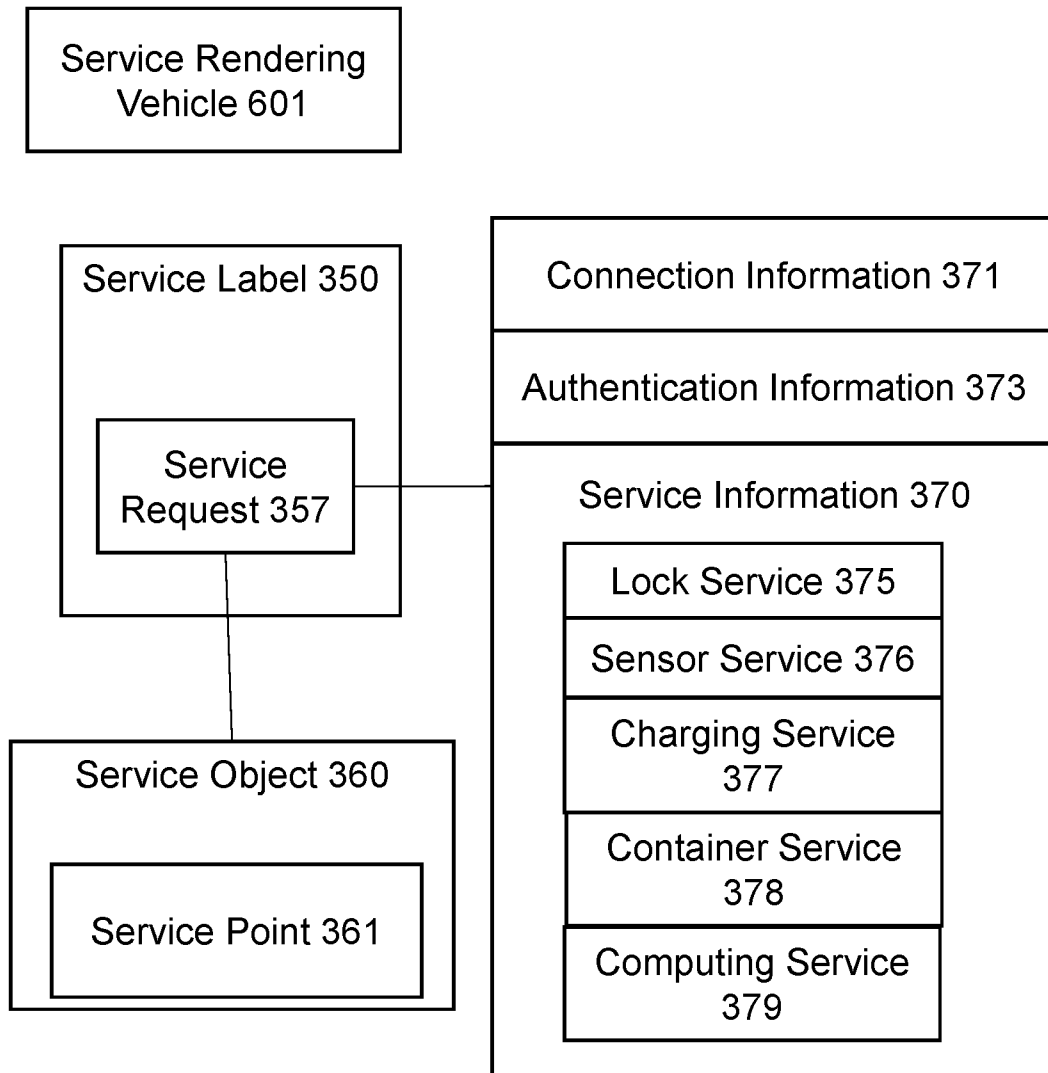 Service Rendering
Vehicle 601
Service Label 350
Service
Request 357
Service Object 360
Service Point 361
Connection Information 371
Authentication Information 373
Service Information 370
Lock Service 375
Sensor Service 376
Charging Service
377
Container Service
378
Computing Service
379